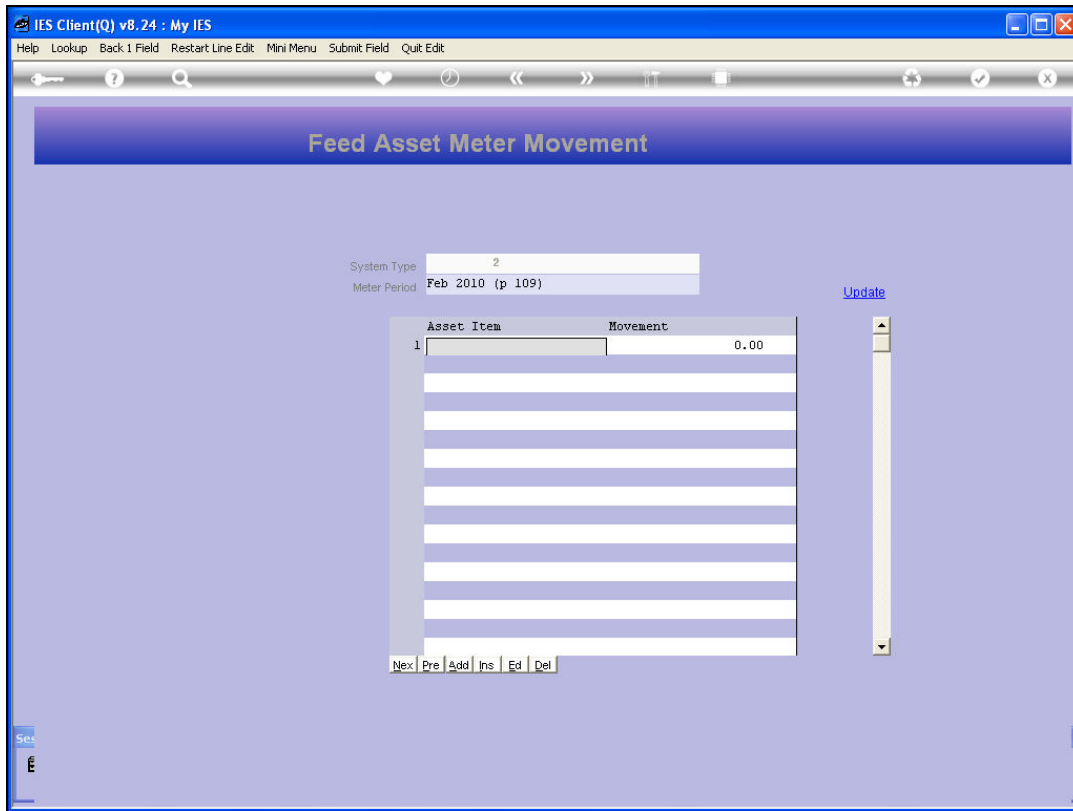 IES Client(Q) v8.24 : My IES
Help Lookup Back 1 Field Restart Line Edit Mini Menu Submit Field Quit Edit
Feed Asset Meter Movement
System Type 2
Meter Period Feb 2010 (p 109)
Update
Asset Item Movement
1 0.00
Nex Pre Add Ins Ed Del
Ses